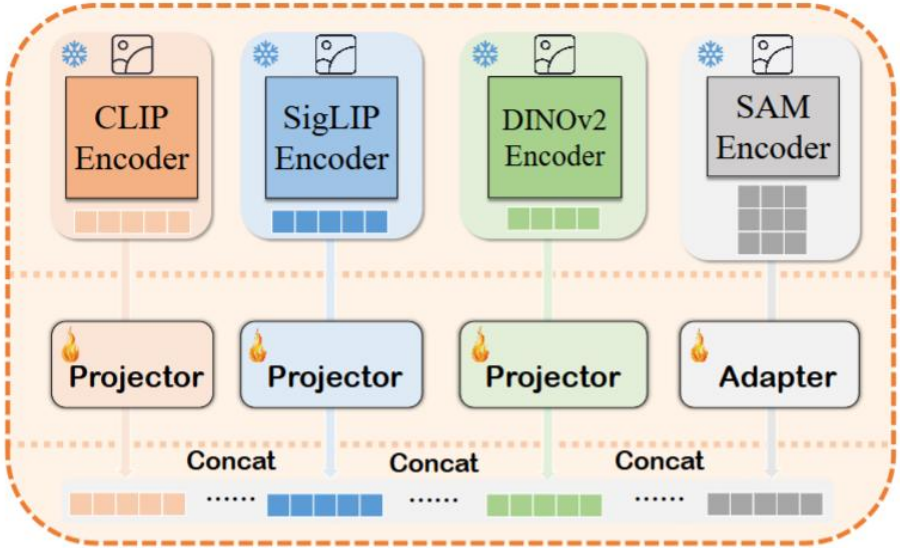 CLIP
Encoder
SigLIP
Encoder
DINOv2
Encoder
SAM
Encoder
Projector
Projector
Projector
Adapter
Concat
Concat
Concat
...... ...... ......